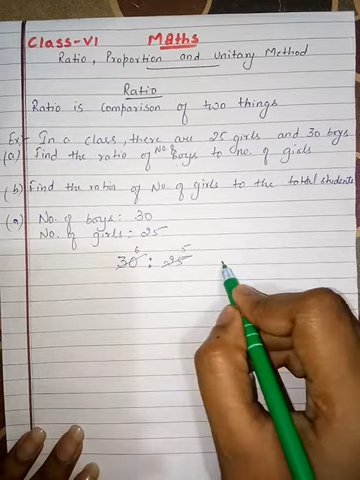 Class-VI Maths
Ratio, Proportion and Unitary Method
Ratio
Ratio is comparison of two things
Ex:- In a class, there are 25 girls and 30 boys
(a) Find the ratio of No. of boys to no. of girls
(b) Find the ratio of No. of girls to the total students
(a) No. of boys: 30
No. of girls: 25
6 5
30 : 25